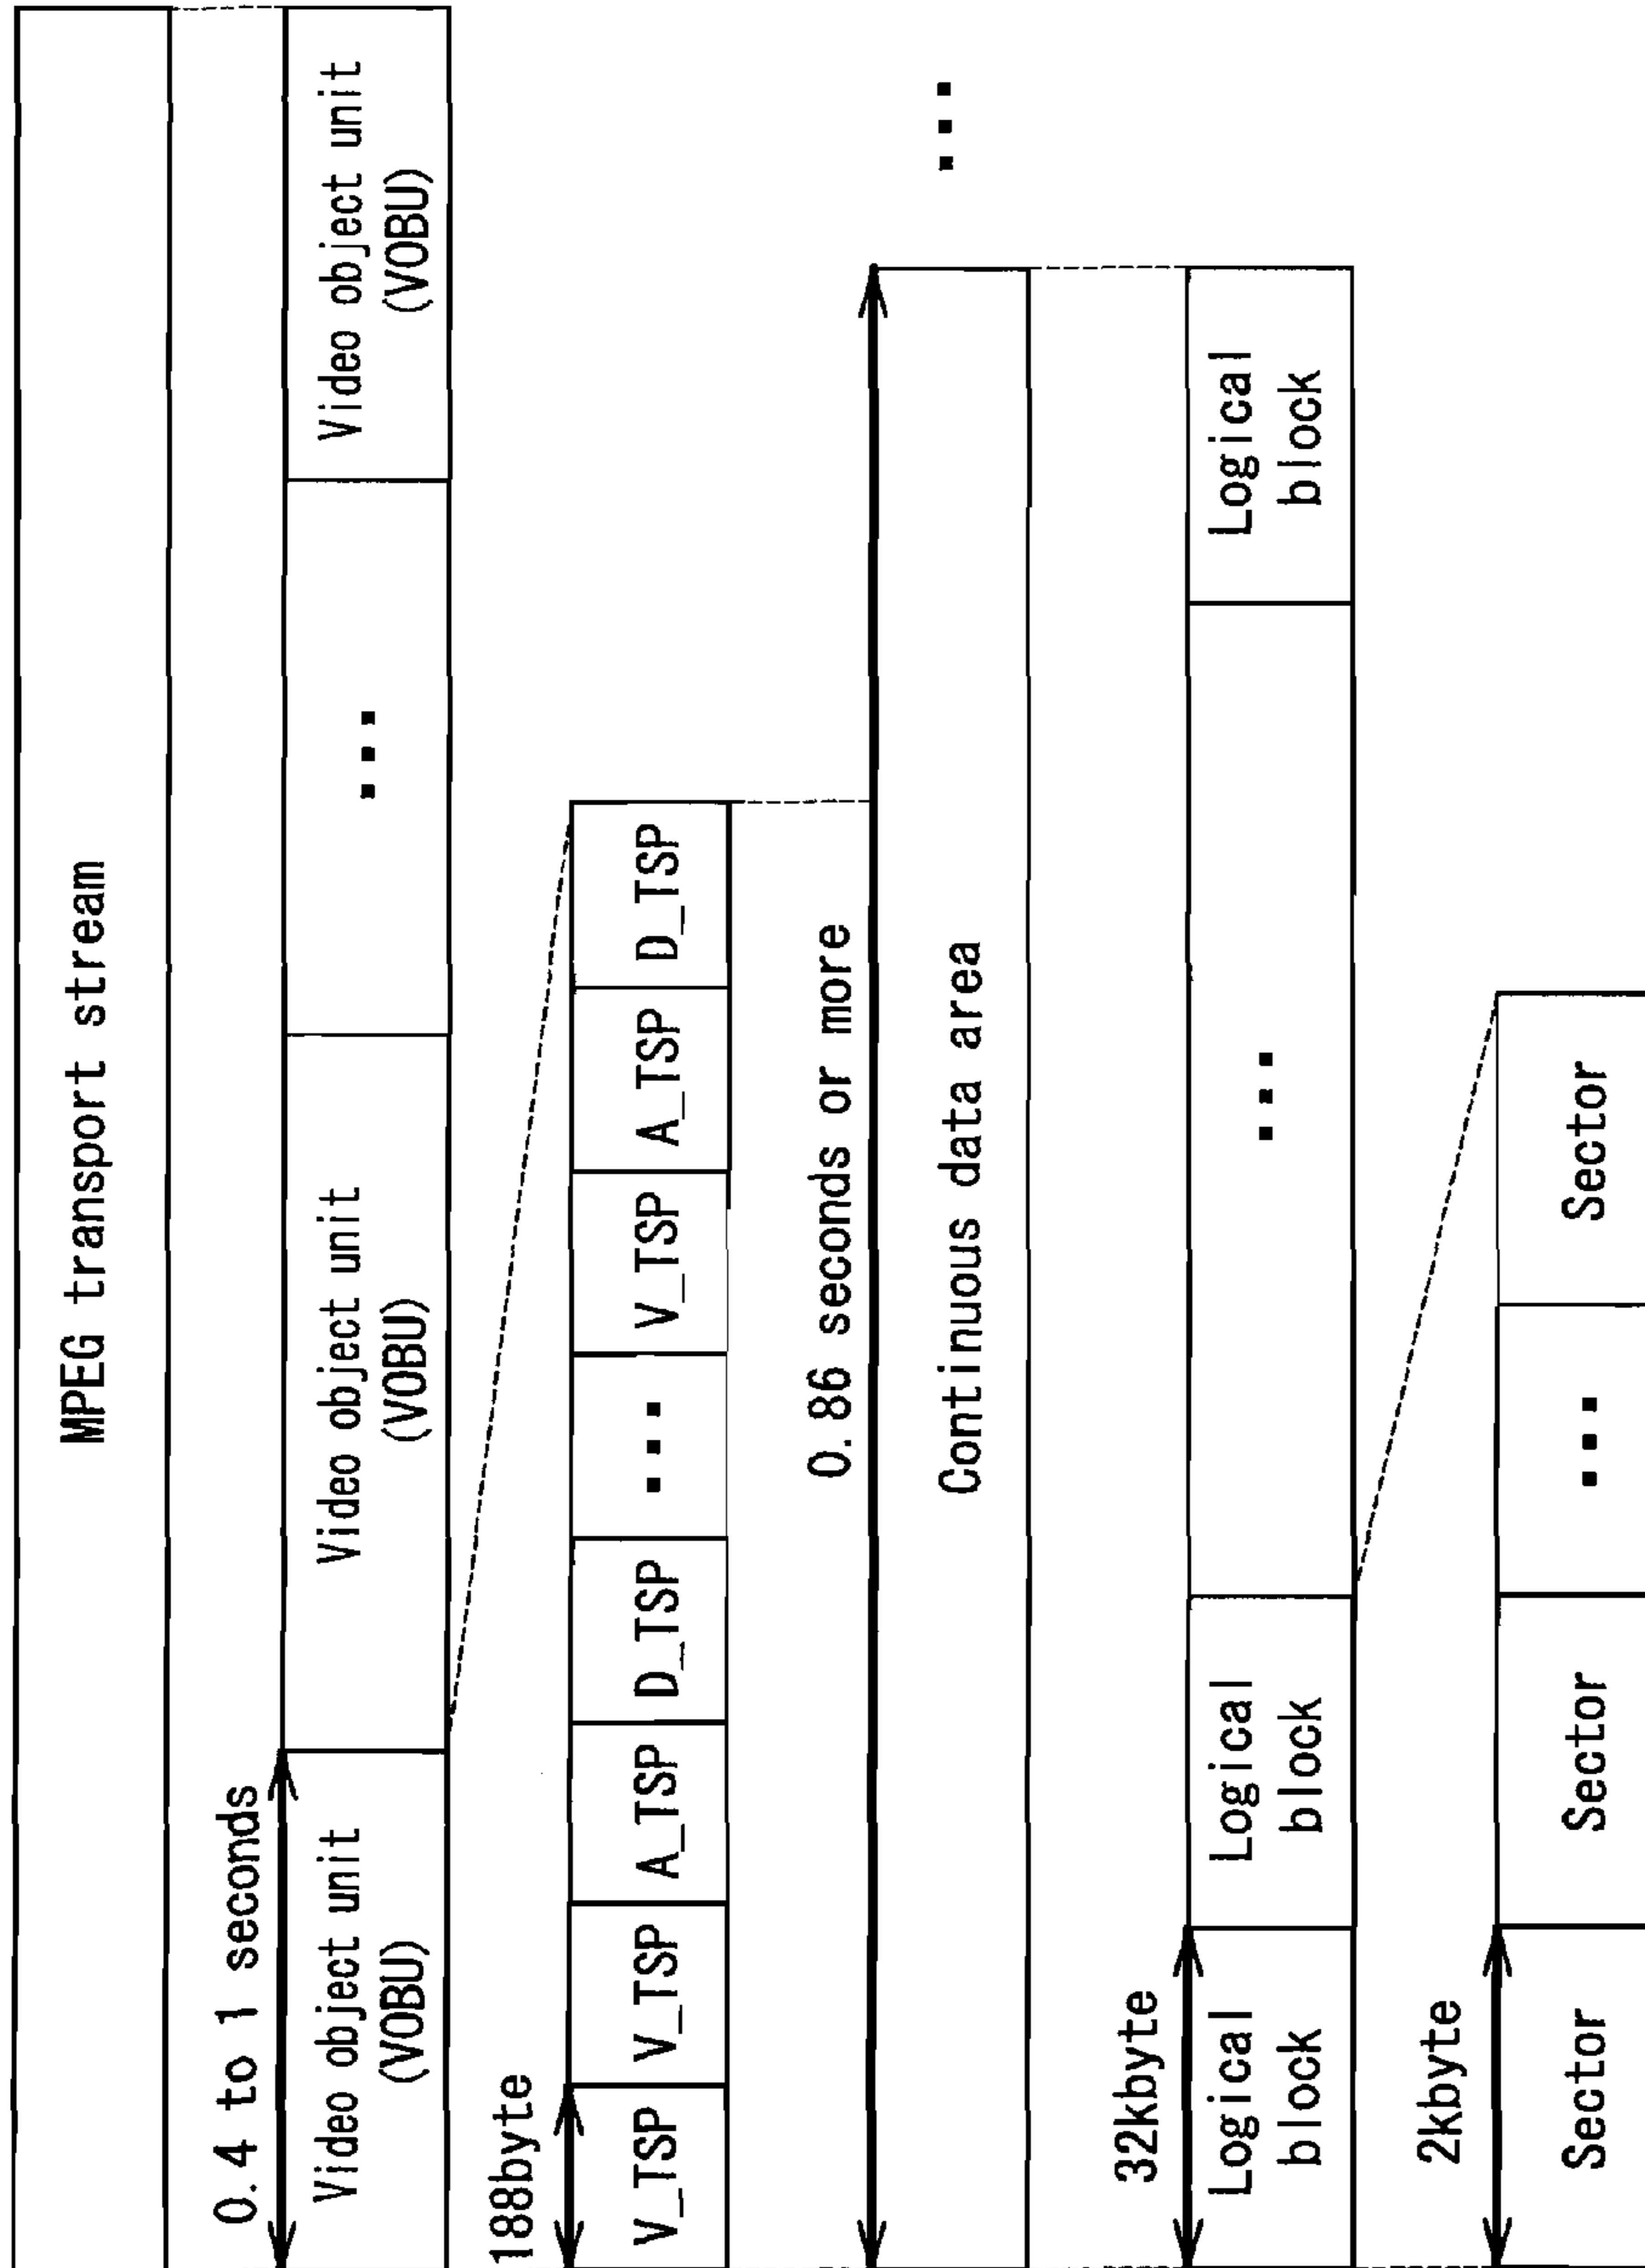 MPEG transport stream
0.4 to 1 seconds
Video object unit
(VOBU)
Video object unit
(VOBU)
...
Video object unit
(VOBU)
188byte
V_TSP
V_TSP
A_TSP
D_TSP
...
V_TSP
A_TSP
D_TSP
0.86 seconds or more
Continuous data area
...
32kbyte
Logical
block
Logical
block
...
Logical
block
2kbyte
Sector
Sector
...
Sector